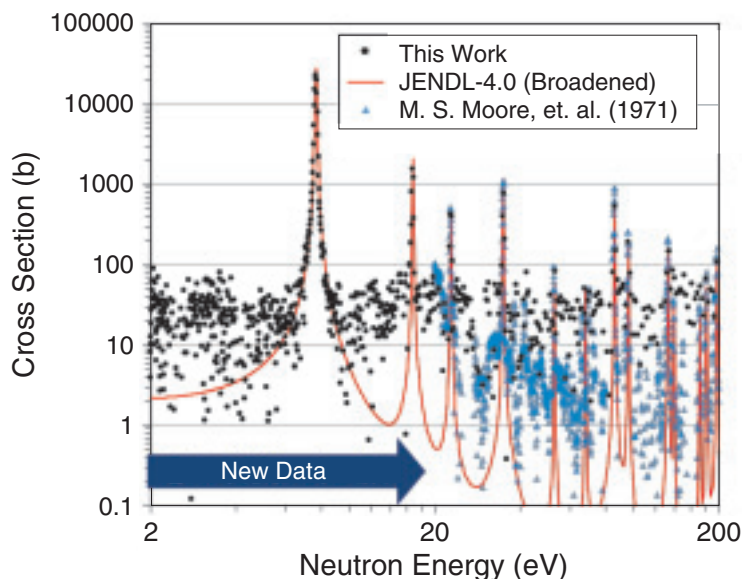 100000
10000
1000
100
10
1
0.1
Cross Section (b)
This Work
JENDL-4.0 (Broadened)
M. S. Moore, et. al. (1971)
New Data
2
20
200
Neutron Energy (eV)